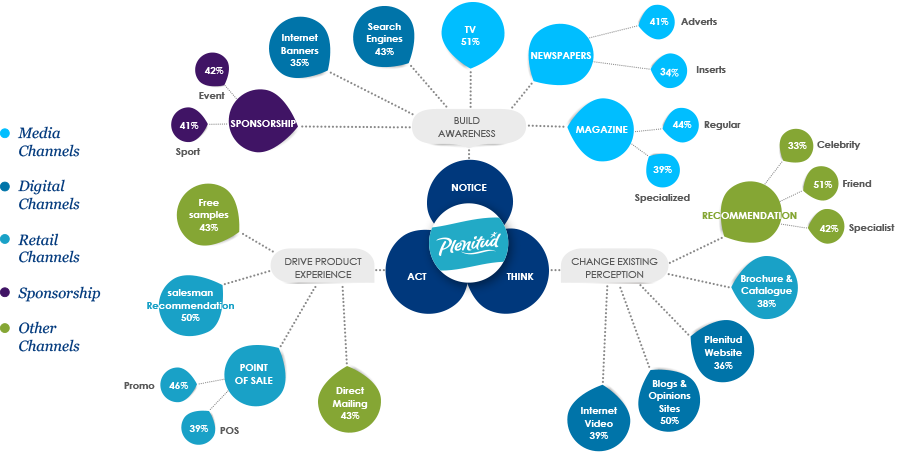 Media
Channels
Digital
Channels
Retail
Channels
Sponsorship
Other
Channels
BUILD
AWARENESS
Internet
Banners
35%
Search
Engines
43%
TV
51%
NEWSPAPERS
41%
Adverts
34%
Inserts
MAGAZINE
44%
Regular
39%
Specialized
SPONSORSHIP
42%
Event
41%
Sport
NOTICE
ACT
THINK
Plenitud
DRIVE PRODUCT
EXPERIENCE
Free
samples
43%
salesman
Recommendation
50%
POINT
OF SALE
Promo
46%
39%
POS
Direct
Mailing
43%
CHANGE EXISTING
PERCEPTION
RECOMMENDATION
33%
Celebrity
51%
Friend
42%
Specialist
Brochure &
Catalogue
38%
Plenitud
Website
36%
Blogs &
Opinions
Sites
50%
Internet
Video
39%